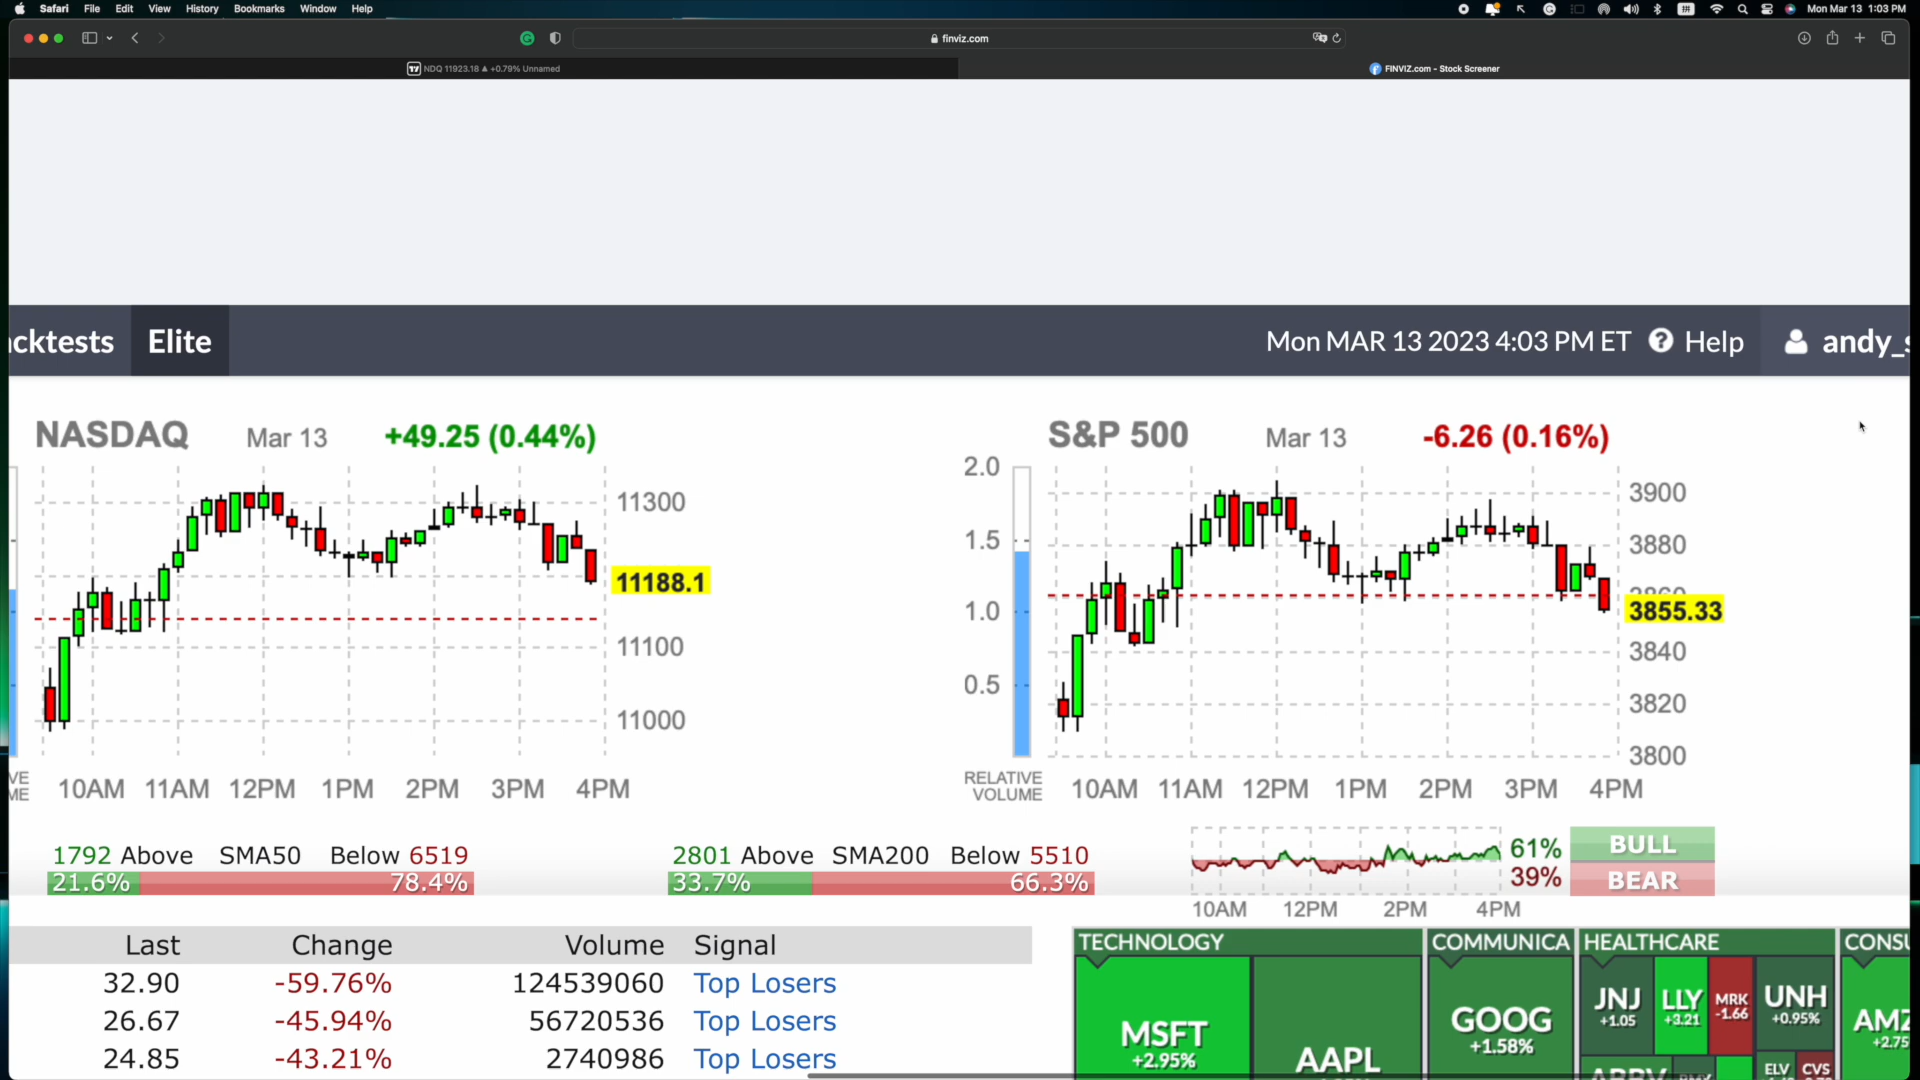 Safari File Edit View History Bookmarks Window Help
Mon Mar 13 1:03 PM
finviz.com
NDQ 11923.18 ▲ +0.79% Unnamed
FINVIZ.com - Stock Screener
cktests Elite
Mon MAR 13 2023 4:03 PM ET ? Help andy_s
NASDAQ Mar 13 +49.25 (0.44%)
11300
11188.1
11100
11000
10AM 11AM 12PM 1PM 2PM 3PM 4PM
VE
ME
S&P 500 Mar 13 -6.26 (0.16%)
2.0
1.5
1.0
0.5
RELATIVE
VOLUME
3900
3880
3855.33
3840
3820
3800
10AM 11AM 12PM 1PM 2PM 3PM 4PM
1792 Above SMA50 Below 6519
21.6% 78.4%
2801 Above SMA200 Below 5510
33.7% 66.3%
61% BULL
39% BEAR
10AM 12PM 2PM 4PM
Last Change Volume Signal
32.90 -59.76% 124539060 Top Losers
26.67 -45.94% 56720536 Top Losers
24.85 -43.21% 2740986 Top Losers
TECHNOLOGY
MSFT
+2.95%
AAPL
COMMUNICA
GOOG
+1.58%
HEALTHCARE
JNJ
+1.05
LLY
+3.21
MRK
-1.66
UNH
+0.95%
ELV
CVS
CONSU
AMZ
+2.75